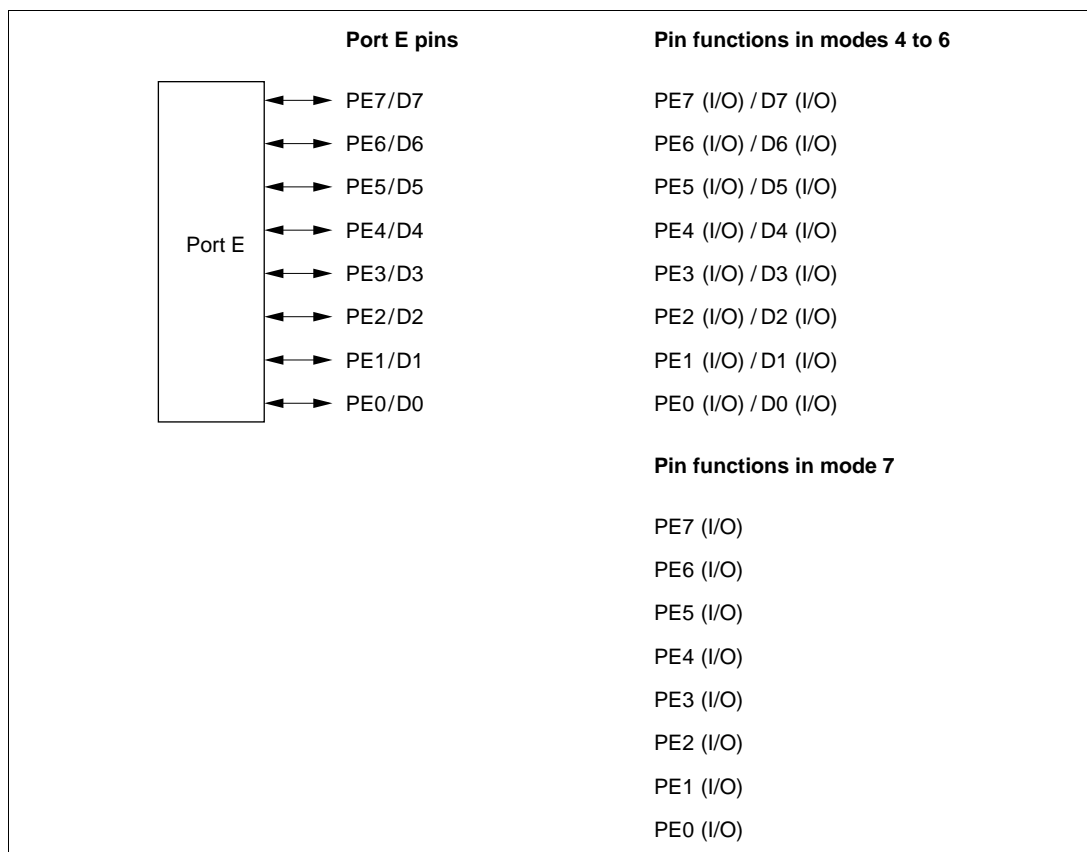 Port E pins Pin functions in modes 4 to 6
PE7/D7 PE7 (I/O) / D7 (I/O)
PE6/D6 PE6 (I/O) / D6 (I/O)
PE5/D5 PE5 (I/O) / D5 (I/O)
PE4/D4 PE4 (I/O) / D4 (I/O)
Port E
PE3/D3 PE3 (I/O) / D3 (I/O)
PE2/D2 PE2 (I/O) / D2 (I/O)
PE1/D1 PE1 (I/O) / D1 (I/O)
PE0/D0 PE0 (I/O) / D0 (I/O)
Pin functions in mode 7
PE7 (I/O)
PE6 (I/O)
PE5 (I/O)
PE4 (I/O)
PE3 (I/O)
PE2 (I/O)
PE1 (I/O)
PE0 (I/O)